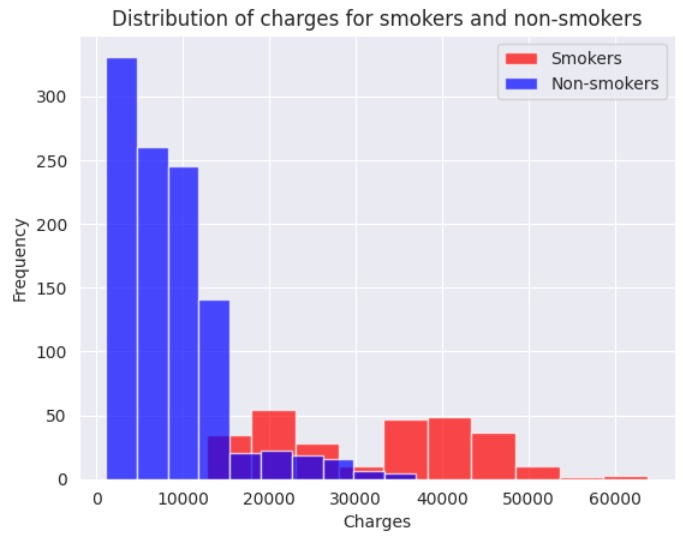 Distribution of charges for smokers and non-smokers
Smokers
Non-smokers
300
250
200
150
100
50
0
Frequency
0 10000 20000 30000 40000 50000 60000
Charges